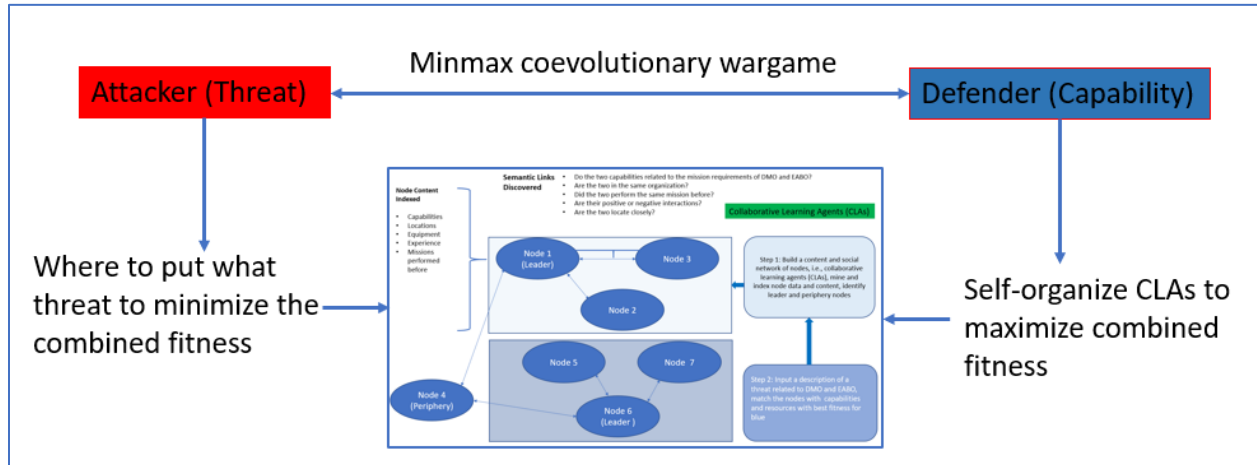 Minmax coevolutionary wargame
Attacker (Threat)
Defender (Capability)
Semantic Links
Discovered
• Do the two capabilities related to the mission requirements of DMO and EABO?
• Are the two in the same organization?
• Did the two perform the same mission before?
• Are their positive or negative interactions?
• Are the two locate closely?
Node Content
Indexed
• Capabilities
• Locations
• Equipment
• Experience
• Missions
performed
before
Collaborative Learning Agents (CLAs)
Node 1
(Leader)
Node 3
Node 2
Node 5
Node 7
Node 6
(Leader )
Node 4
(Periphery)
Step 1: Build a content and social
network of nodes, i.e., collaborative
learning agents (CLAs), mine and
index node data and content, identify
leader and periphery nodes
Step 2: Input a description of a
threat related to DMO and EABO,
match the nodes with capabilities
and resources with best fitness for
blue
Where to put what
threat to minimize the
combined fitness
Self-organize CLAs to
maximize combined
fitness